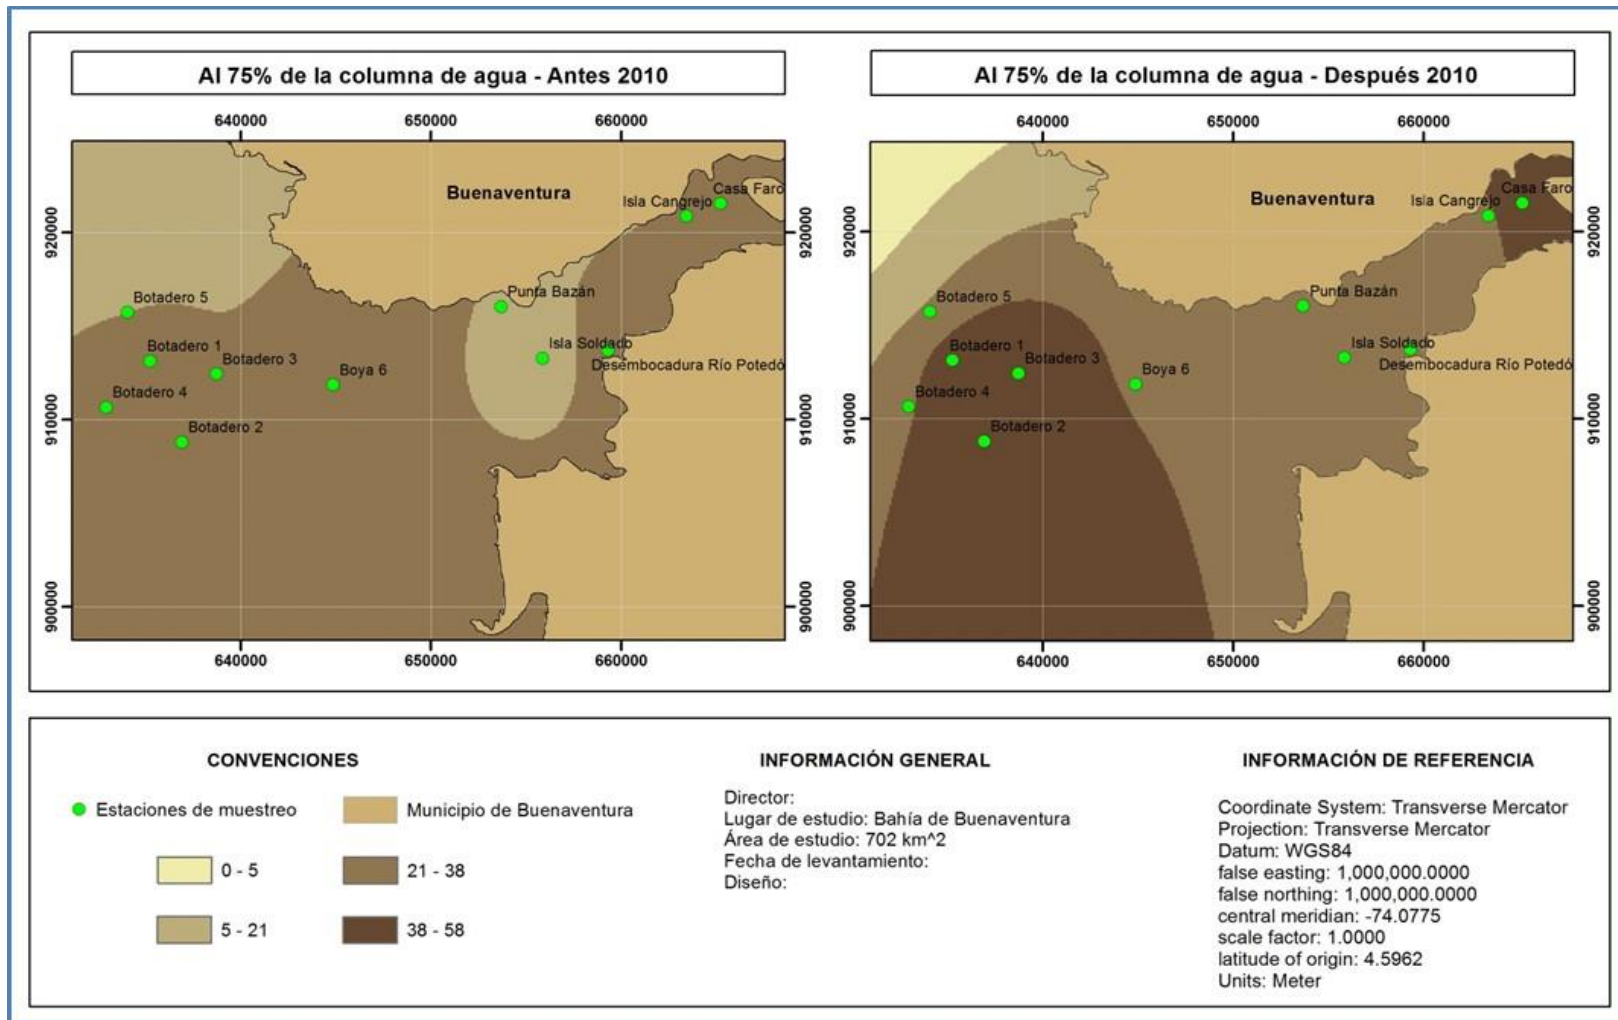 Al 75% de la columna de agua - Antes 2010
640000
650000
660000
920000
910000
900000
Buenaventura
Casa Faro
Isla Cangrejo
Punta Bazán
Botadero 5
Isla Soldado
Botadero 1
Botadero 3
Boya 6
Desembocadura Río Potedó
Botadero 4
Botadero 2
920000
910000
900000
640000
650000
660000
Al 75% de la columna de agua - Después 2010
640000
650000
660000
920000
910000
900000
Buenaventura
Casa Faro
Isla Cangrejo
Punta Bazán
Botadero 5
Isla Soldado
Botadero 1
Botadero 3
Boya 6
Desembocadura Río Potedó
Botadero 4
Botadero 2
920000
910000
900000
640000
650000
660000
CONVENCIONES
Estaciones de muestreo
Municipio de Buenaventura
0 - 5
21 - 38
5 - 21
38 - 58
INFORMACIÓN GENERAL
Director:
Lugar de estudio: Bahía de Buenaventura
Área de estudio: 702 km^2
Fecha de levantamiento:
Diseño:
INFORMACIÓN DE REFERENCIA
Coordinate System: Transverse Mercator
Projection: Transverse Mercator
Datum: WGS84
false easting: 1,000,000.0000
false northing: 1,000,000.0000
central meridian: -74.0775
scale factor: 1.0000
latitude of origin: 4.5962
Units: Meter